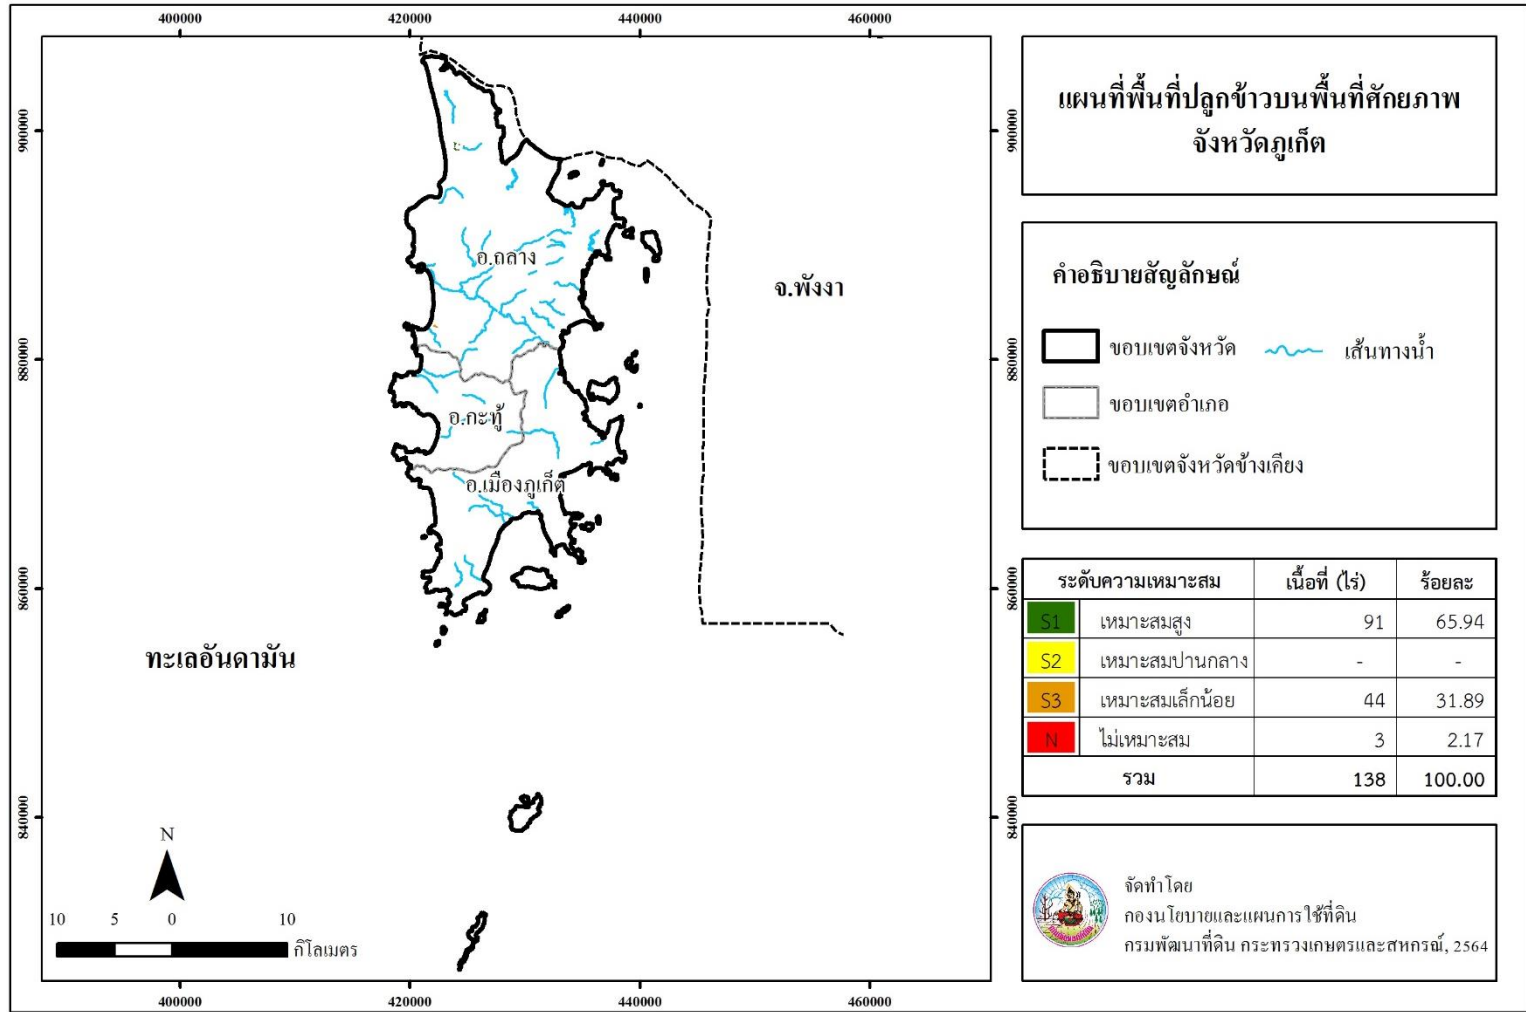 400000 420000 440000 460000
900000
880000
860000
840000
900000
880000
860000
840000
400000 420000 440000 460000
อ.ถลาง
จ.พังงา
อ.กะทู้
อ.เมืองภูเก็ต
ทะเลอันดามัน
N
10 5 0 10
กิโลเมตร
แผนที่พื้นที่ปลูกข้าวบนพื้นที่ศักยภาพ
จังหวัดภูเก็ต
คำอธิบายสัญลักษณ์
ขอบเขตจังหวัด เส้นทางน้ำ
ขอบเขตอำเภอ
ขอบเขตจังหวัดข้างเคียง
ระดับความเหมาะสม เนื้อที่ (ไร่) ร้อยละ
S1 เหมาะสมสูง 91 65.94
S2 เหมาะสมปานกลาง - -
S3 เหมาะสมเล็กน้อย 44 31.89
N ไม่เหมาะสม 3 2.17
รวม 138 100.00
จัดทำโดย
กองนโยบายและแผนการใช้ที่ดิน
กรมพัฒนาที่ดิน กระทรวงเกษตรและสหกรณ์, 2564